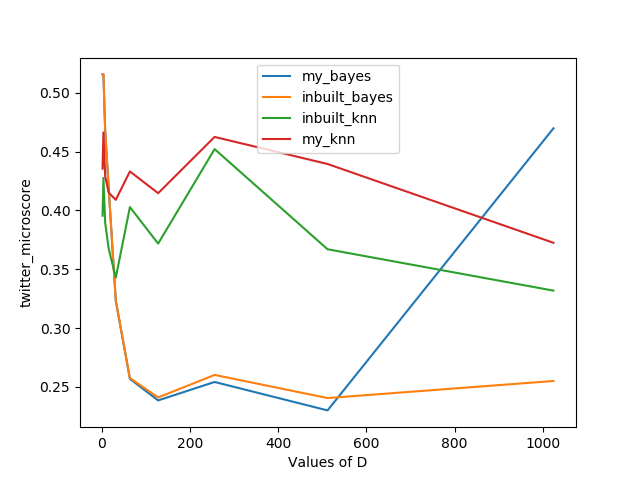 my_bayes
inbuilt_bayes
inbuilt_knn
my_knn
0.50
0.45
0.40
0.35
0.30
0.25
twitter_microscore
0 200 400 600 800 1000
Values of D